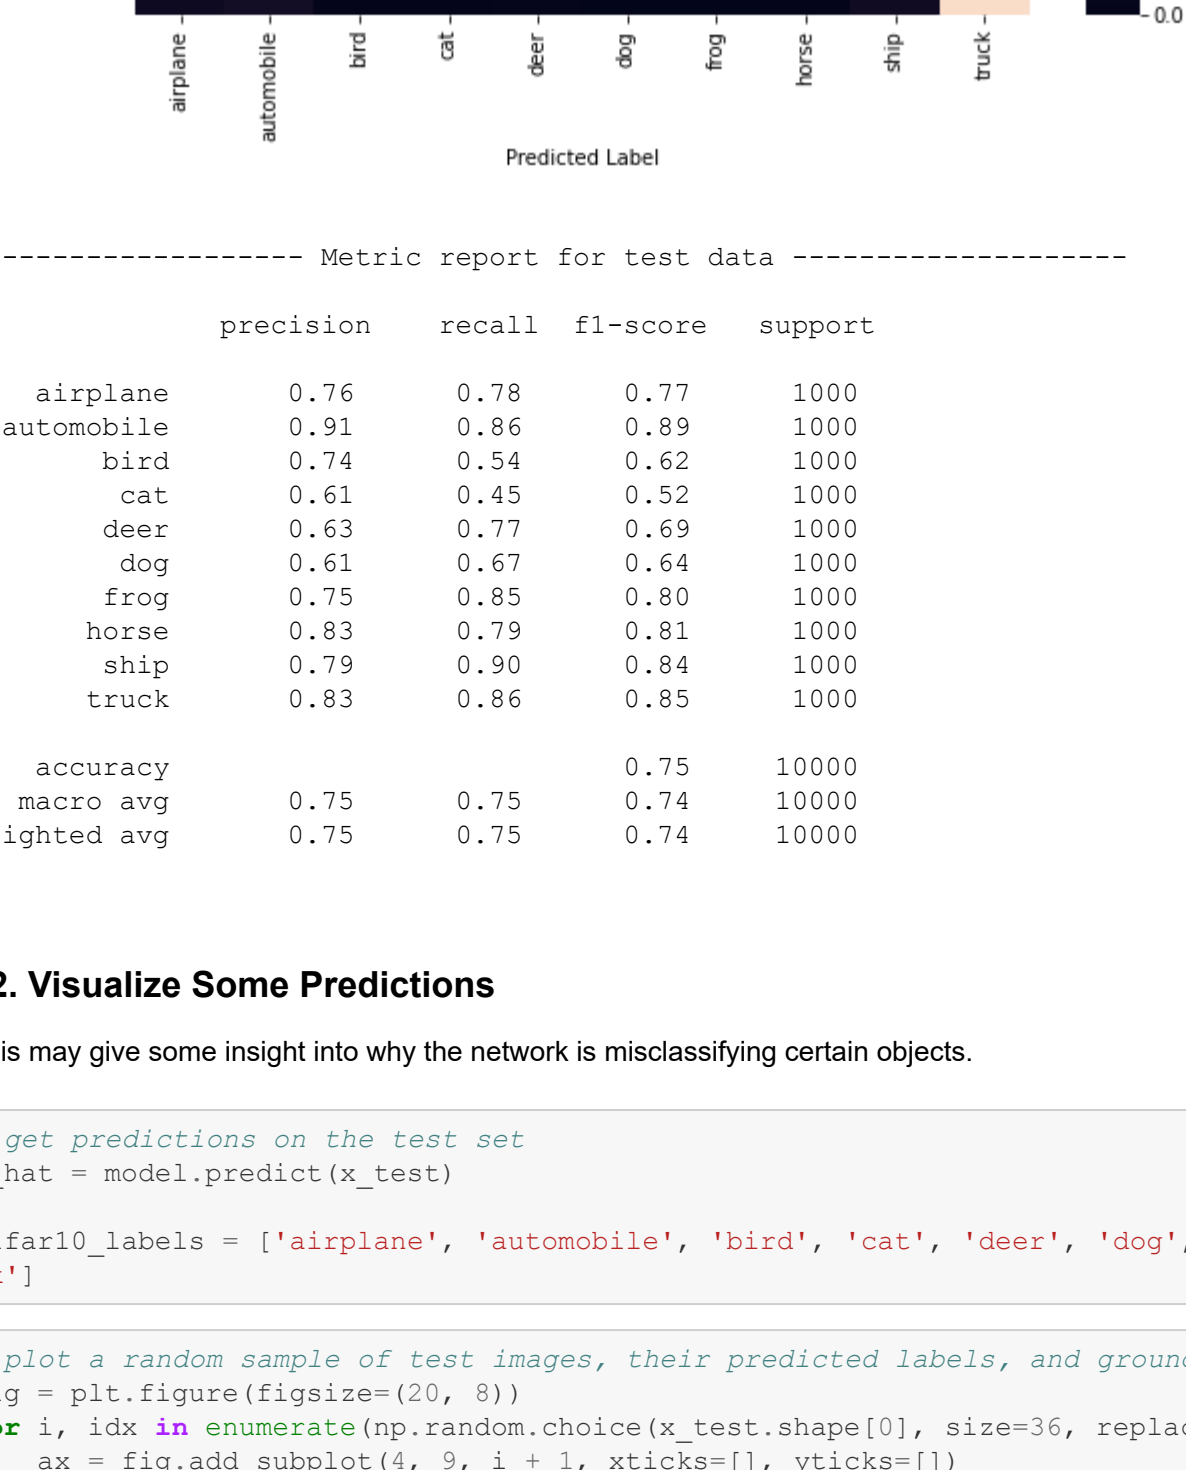 0.0
airplane
automobile
bird
cat
deer
dog
frog
horse
ship
truck
Predicted Label
------------------ Metric report for test data --------------------
precision recall f1-score support
airplane 0.76 0.78 0.77 1000
automobile 0.91 0.86 0.89 1000
bird 0.74 0.54 0.62 1000
cat 0.61 0.45 0.52 1000
deer 0.63 0.77 0.69 1000
dog 0.61 0.67 0.64 1000
frog 0.75 0.85 0.80 1000
horse 0.83 0.79 0.81 1000
ship 0.79 0.90 0.84 1000
truck 0.83 0.86 0.85 1000
accuracy 0.75 10000
macro avg 0.75 0.75 0.74 10000
ighted avg 0.75 0.75 0.74 10000
2. Visualize Some Predictions
is may give some insight into why the network is misclassifying certain objects.
get predictions on the test set
_hat = model.predict(x_test)
ifar10_labels = ['airplane', 'automobile', 'bird', 'cat', 'deer', 'dog',
']
plot a random sample of test images, their predicted labels, and ground
ig = plt.figure(figsize=(20, 8))
or i, idx in enumerate(np.random.choice(x_test.shape[0], size=36, replac
ax = fig.add_subplot(4, 9, i + 1, xticks=[], yticks=[])